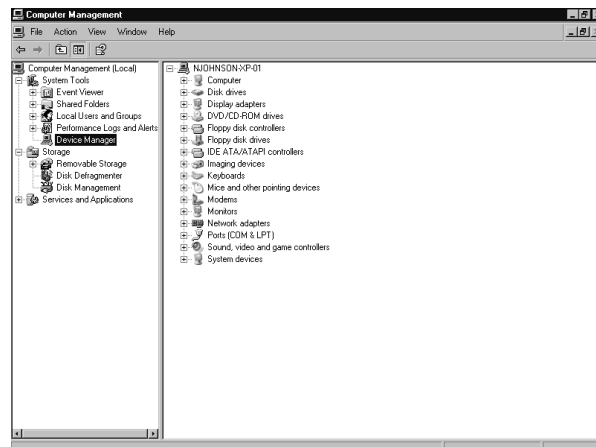 Computer Management
File Action View Window Help
Computer Management (Local)
System Tools
Event Viewer
Shared Folders
Local Users and Groups
Performance Logs and Alerts
Device Manager
Storage
Removable Storage
Disk Defragmenter
Disk Management
Services and Applications
NJOHNSON-XP-01
Computer
Disk drives
Display adapters
DVD/CD-ROM drives
Floppy disk controllers
Floppy disk drives
IDE ATA/ATAPI controllers
Imaging devices
Keyboards
Mice and other pointing devices
Modems
Monitors
Network adapters
Ports (COM & LPT)
Sound, video and game controllers
System devices